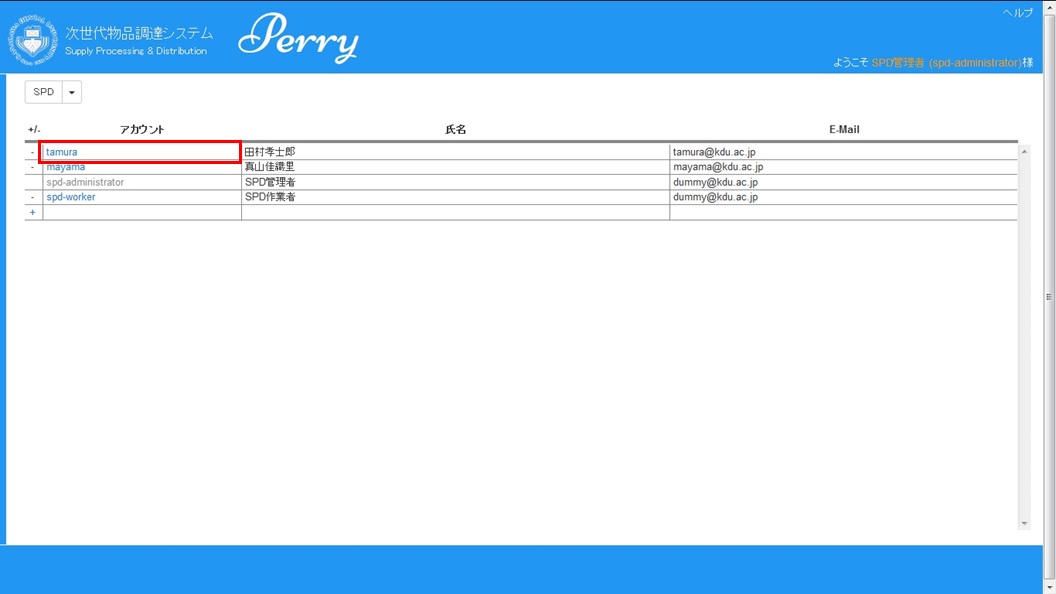 ヘルプ
次世代物品調達システム
Supply Processing & Distribution
Perry
ようこそ SPD管理者 (spd-administrator)様
SPD
+/- アカウント 氏名 E-Mail
- tamura 田村孝士郎 tamura@kdu.ac.jp
- mayama 真山佳織里 mayama@kdu.ac.jp
spd-administrator SPD管理者 dummy@kdu.ac.jp
- spd-worker SPD作業者 dummy@kdu.ac.jp
+